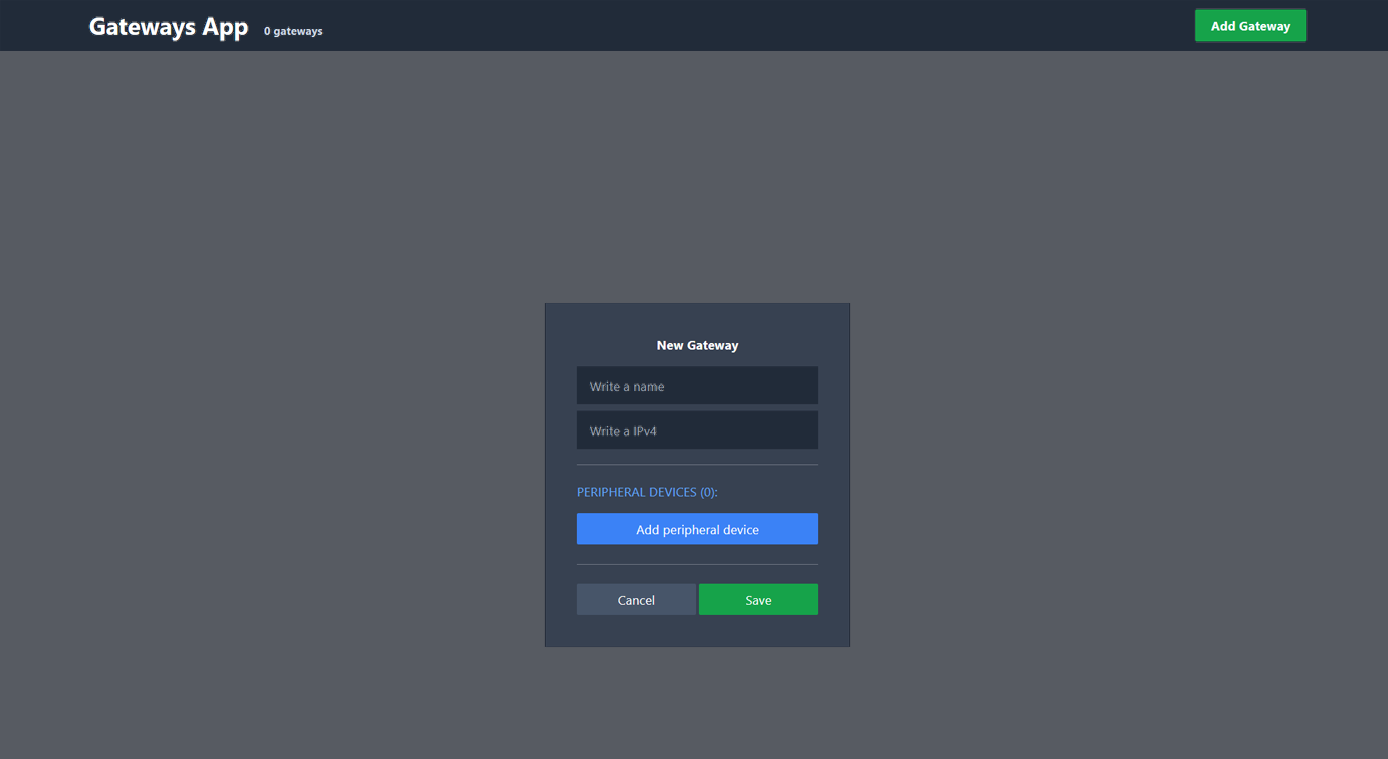 Gateways App 0 gateways Add Gateway
New Gateway
Write a name
Write a IPv4
PERIPHERAL DEVICES (0):
Add peripheral device
Cancel Save